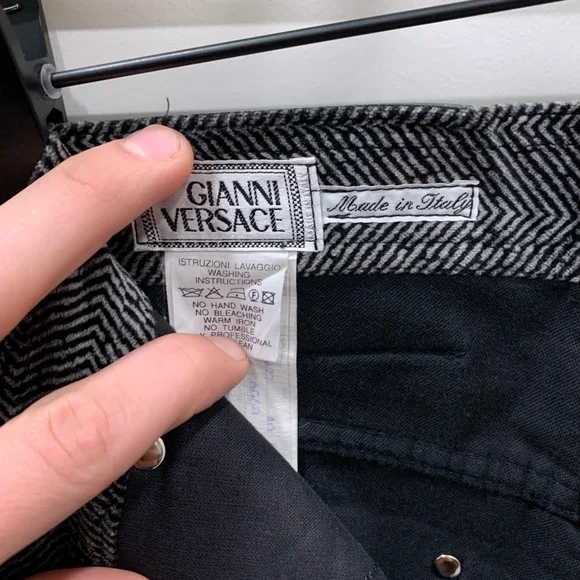 GIANNI
VERSACE
Made in Italy
ISTRUZIONI LAVAGGIO
WASHING
INSTRUCTIONS
NO HAND WASH
NO BLEACHING
WARM IRON
NO TUMBLE
PROFESSIONAL